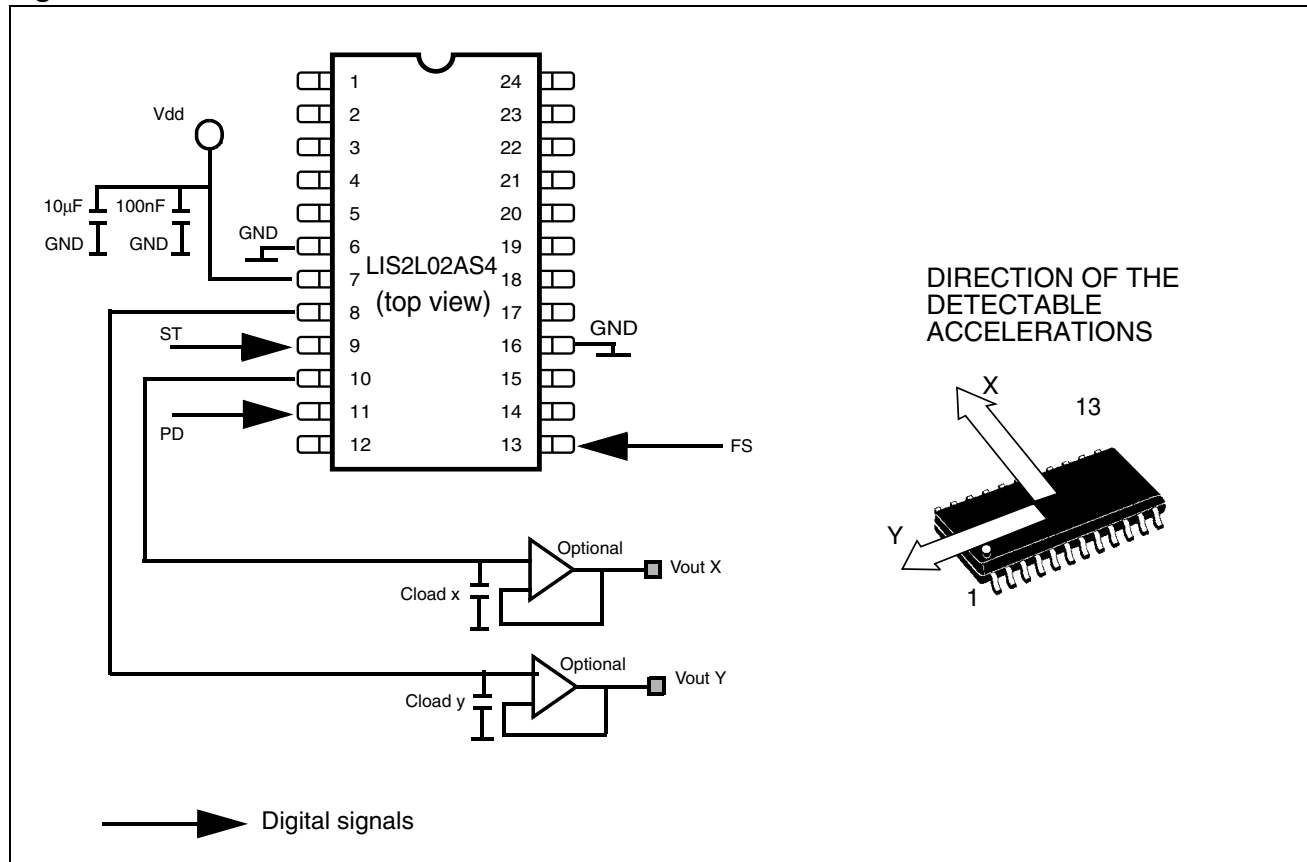 1 24
2 23
Vdd
3 22
4 21
10µF 100nF
5 20
GND GND GND
6 19
LIS2L02AS4
7 18
(top view)
8 17
ST
9 16 GND
10 15
11 14
PD
12 13 FS
DIRECTION OF THE
DETECTABLE
ACCELERATIONS
X
13
Y
1
Optional
Vout X
Cload x
Optional
Vout Y
Cload y
Digital signals